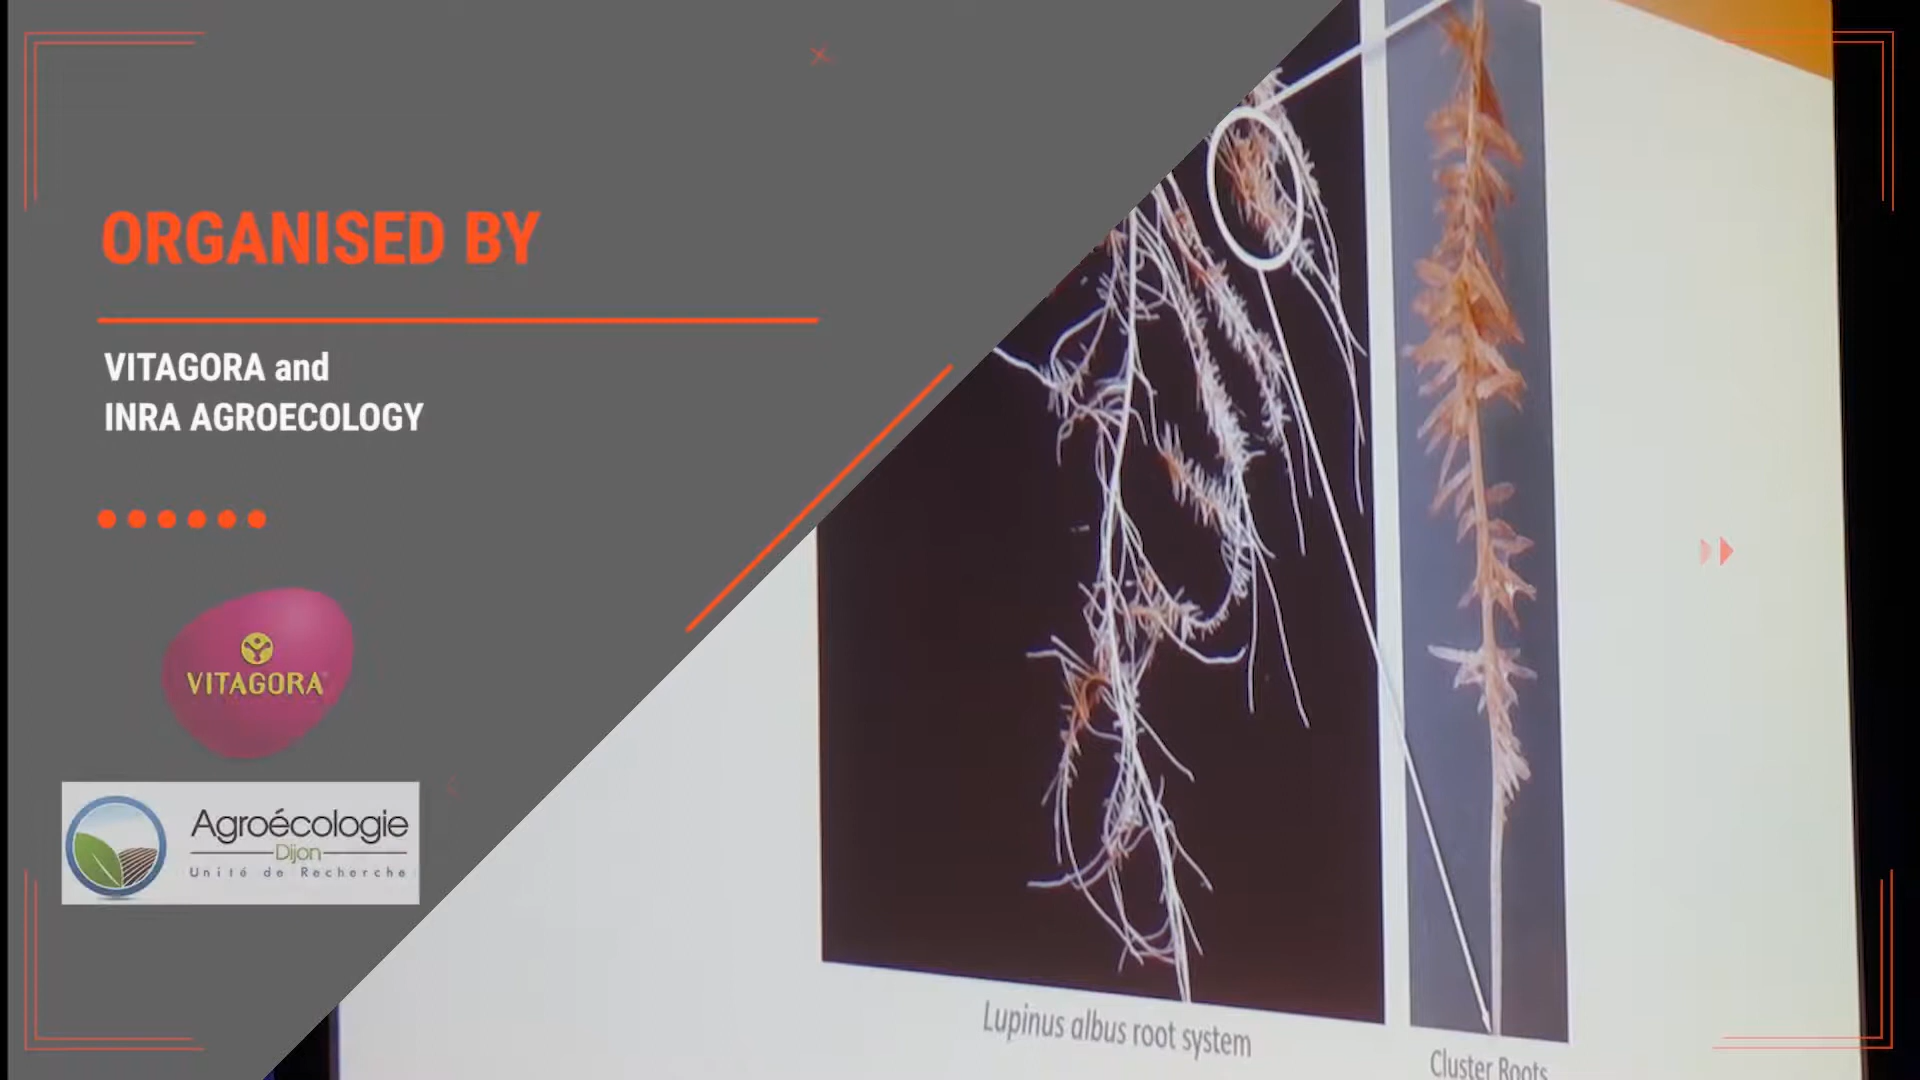 ORGANISED BY
VITAGORA and
INRA AGROECOLOGY
VITAGORA
Agroécologie
Dijon
Unité de Recherche
Lupinus albus root system
Cluster Roots